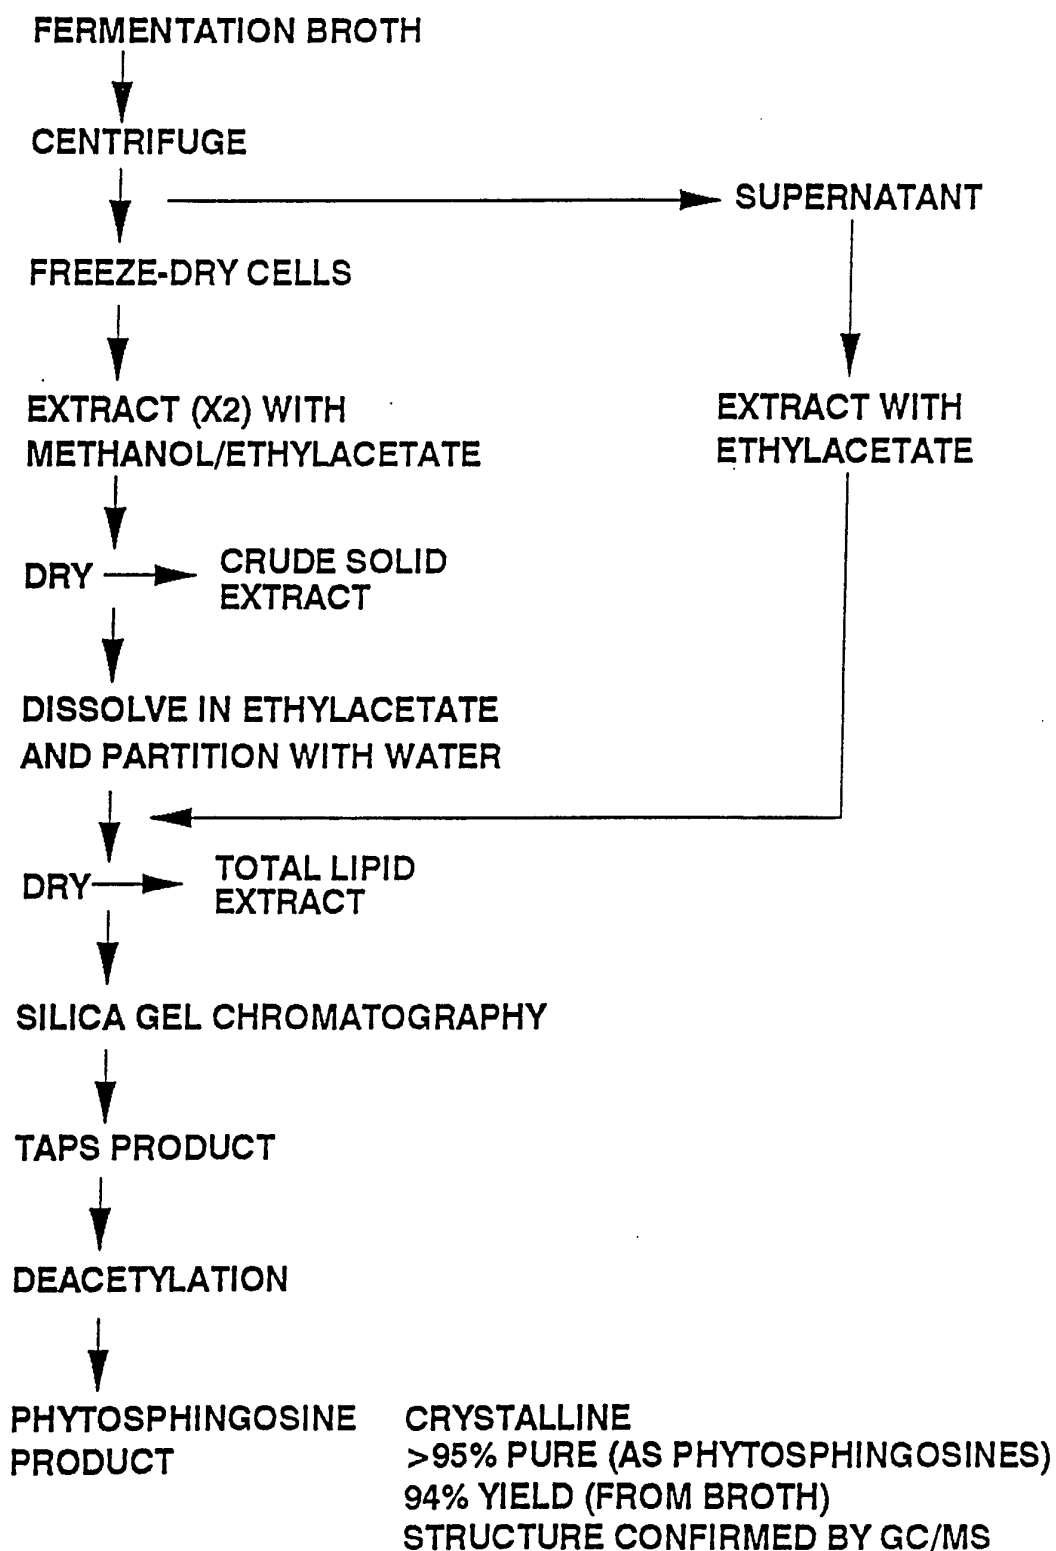 FERMENTATION BROTH
CENTRIFUGE
SUPERNATANT
FREEZE-DRY CELLS
EXTRACT (X2) WITH
METHANOL/ETHYLACETATE
EXTRACT WITH
ETHYLACETATE
DRY
CRUDE SOLID
EXTRACT
DISSOLVE IN ETHYLACETATE
AND PARTITION WITH WATER
DRY
TOTAL LIPID
EXTRACT
SILICA GEL CHROMATOGRAPHY
TAPS PRODUCT
DEACETYLATION
PHYTOSPHINGOSINE
PRODUCT
CRYSTALLINE
>95% PURE (AS PHYTOSPHINGOSINES)
94% YIELD (FROM BROTH)
STRUCTURE CONFIRMED BY GC/MS